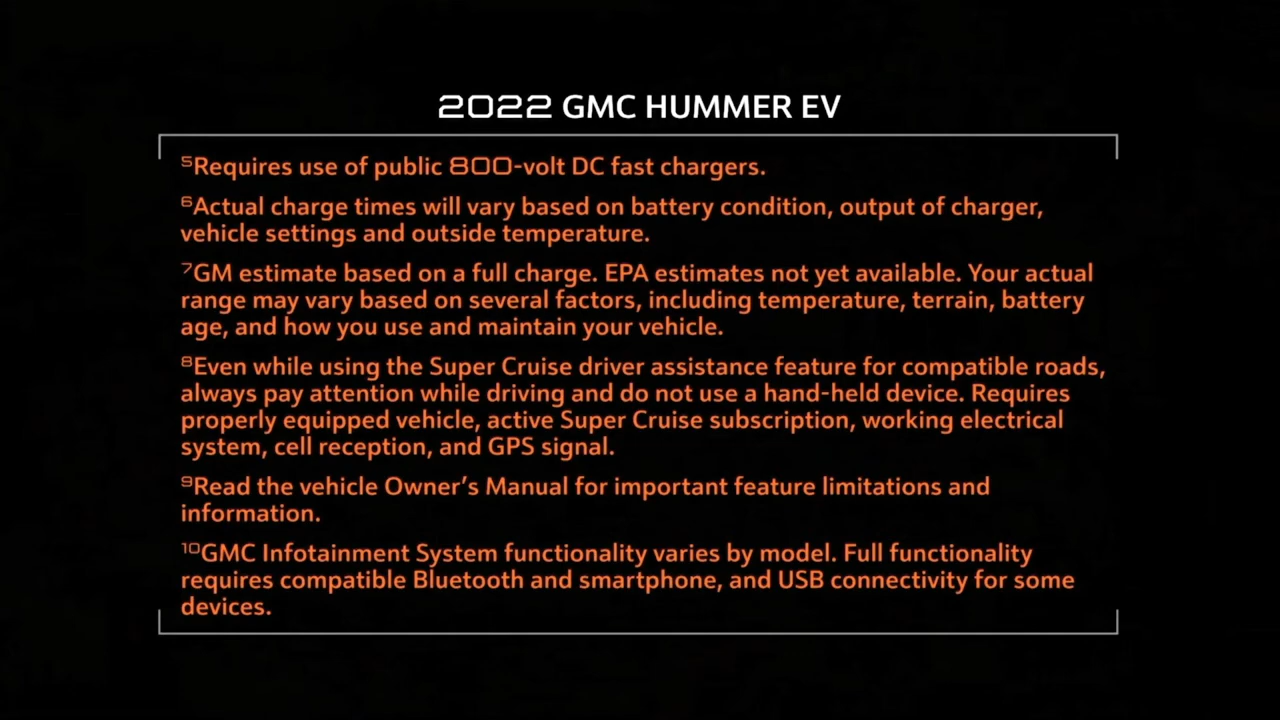 2022 GMC HUMMER EV
⁵Requires use of public 800-volt DC fast chargers.
⁶Actual charge times will vary based on battery condition, output of charger,
vehicle settings and outside temperature.
⁷GM estimate based on a full charge. EPA estimates not yet available. Your actual
range may vary based on several factors, including temperature, terrain, battery
age, and how you use and maintain your vehicle.
⁸Even while using the Super Cruise driver assistance feature for compatible roads,
always pay attention while driving and do not use a hand-held device. Requires
properly equipped vehicle, active Super Cruise subscription, working electrical
system, cell reception, and GPS signal.
⁹Read the vehicle Owner’s Manual for important feature limitations and
information.
¹⁰GMC Infotainment System functionality varies by model. Full functionality
requires compatible Bluetooth and smartphone, and USB connectivity for some
devices.